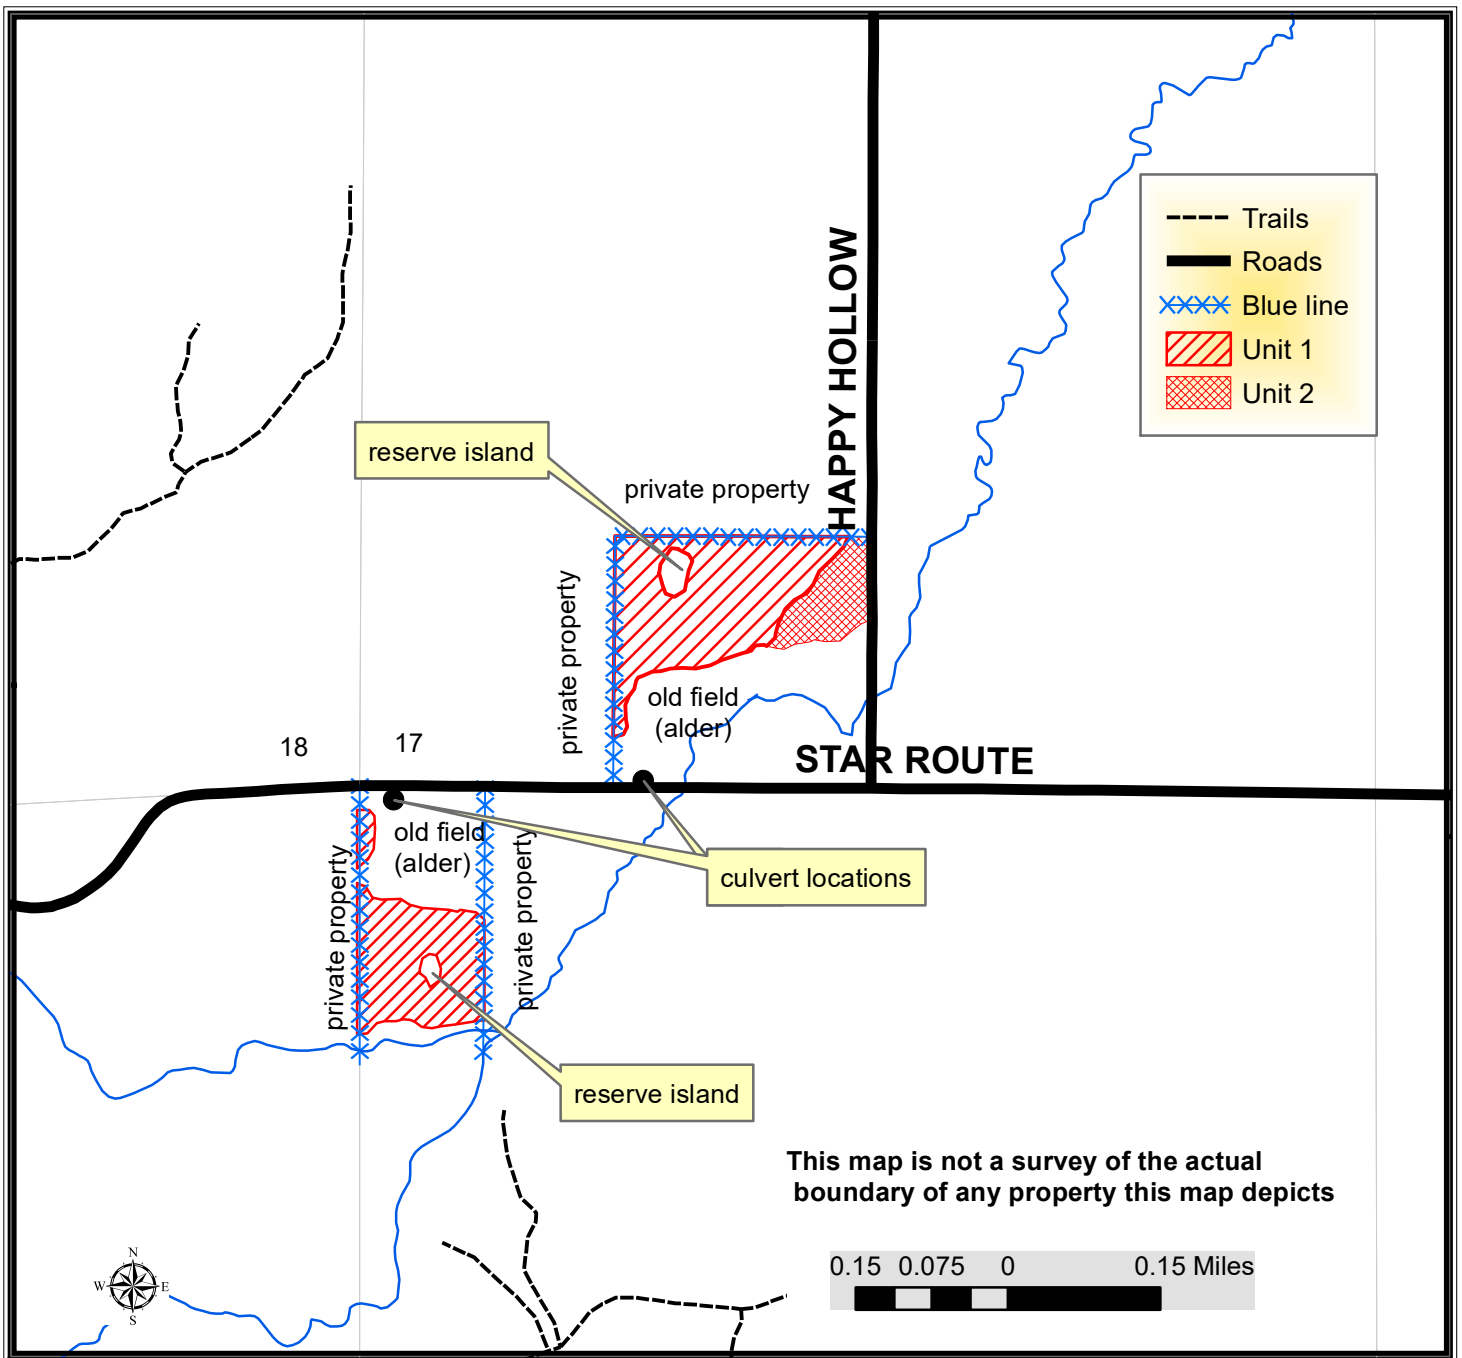 Trails
Roads
Blue line
Unit 1
Unit 2
HAPPY HOLLOW
reserve island
private property
private property
old field
(alder)
18
17
STAR ROUTE
old field
(alder)
private property
private property
culvert locations
reserve island
This map is not a survey of the actual
boundary of any property this map depicts
N
W E
S
0.15 0.075 0 0.15 Miles